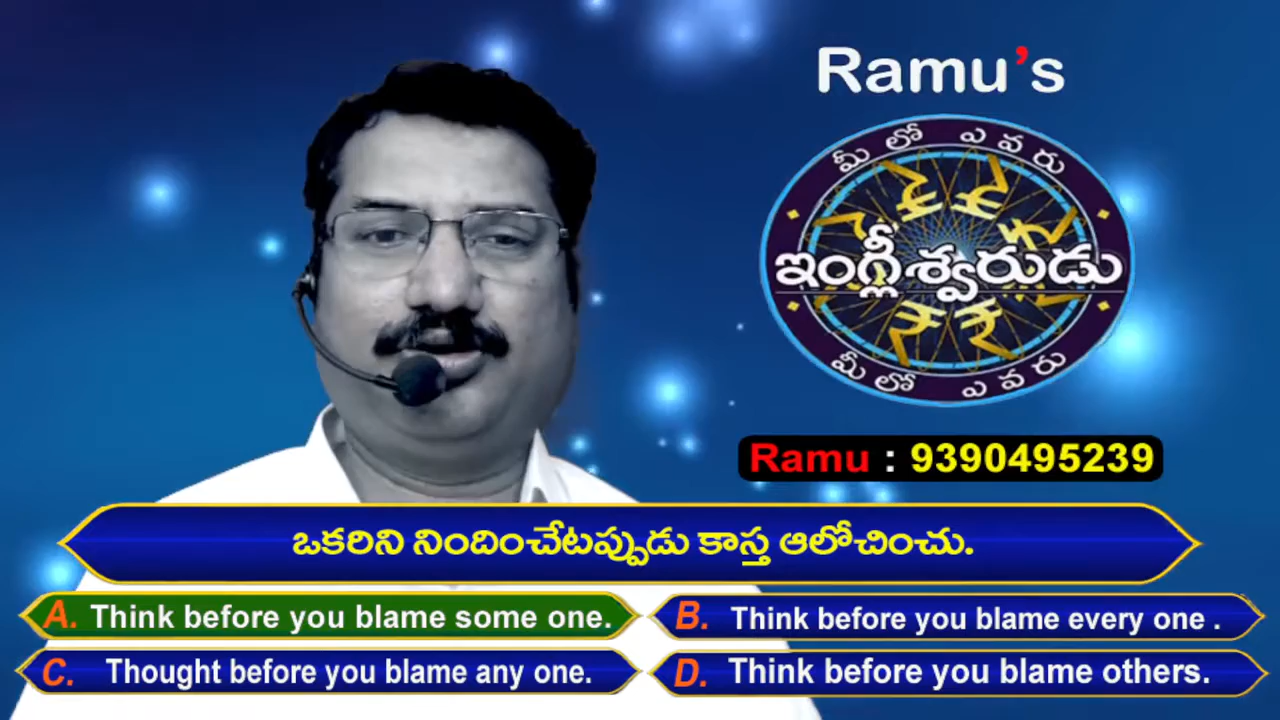 Ramu's
మీలో ఎవరు
ఇంగ్లీశ్వరుడు
మీలో ఎవరు
Ramu : 9390495239
ఒకరిని నిందించేటప్పుడు కాస్త ఆలోచించు.
A. Think before you blame some one.
B. Think before you blame every one .
C. Thought before you blame any one.
D. Think before you blame others.